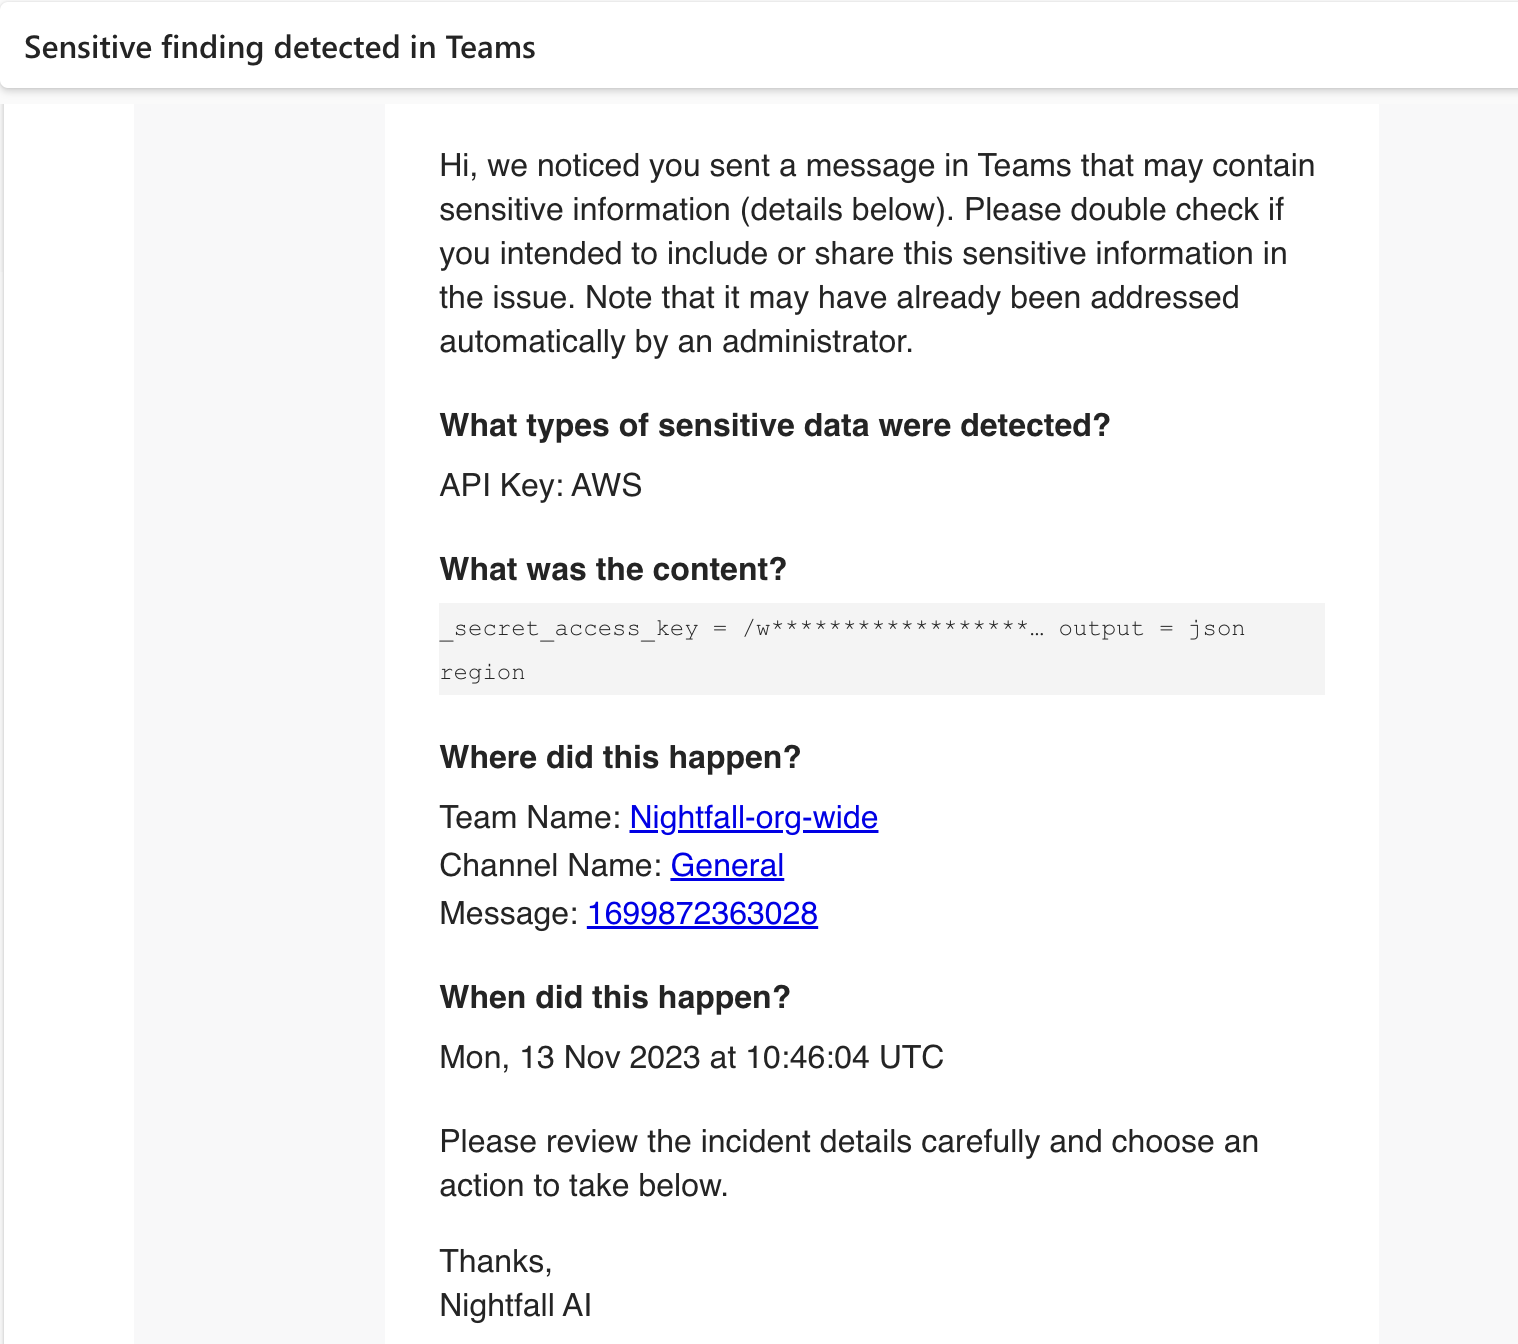 Sensitive finding detected in Teams
Hi, we noticed you sent a message in Teams that may contain
sensitive information (details below). Please double check if
you intended to include or share this sensitive information in
the issue. Note that it may have already been addressed
automatically by an administrator.
What types of sensitive data were detected?
API Key: AWS
What was the content?
_secret_access_key = /w******************… output = json
region
Where did this happen?
Team Name: Nightfall-org-wide
Channel Name: General
Message: 1699872363028
When did this happen?
Mon, 13 Nov 2023 at 10:46:04 UTC
Please review the incident details carefully and choose an
action to take below.
Thanks,
Nightfall AI